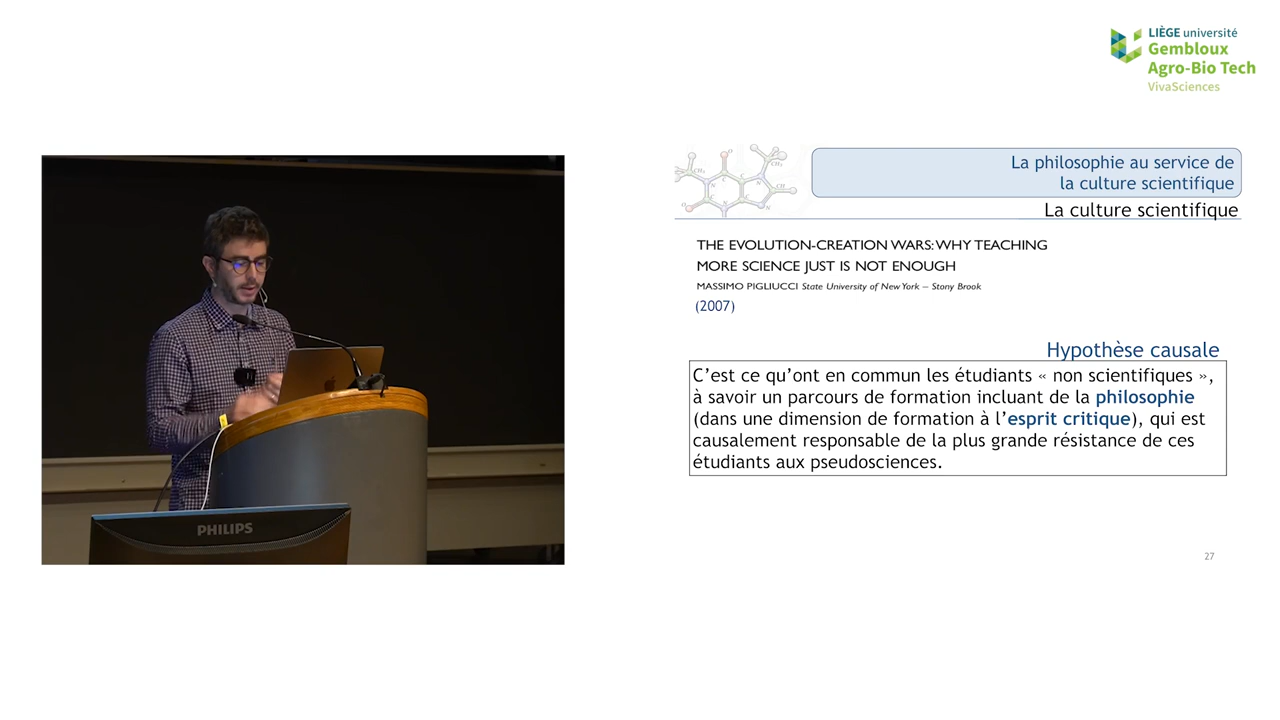 LIÈGE université
Gembloux
Agro-Bio Tech
VivaSciences
La philosophie au service de
la culture scientifique
La culture scientifique
THE EVOLUTION-CREATION WARS: WHY TEACHING
MORE SCIENCE JUST IS NOT ENOUGH
MASSIMO PIGLIUCCI State University of New York – Stony Brook
(2007)
Hypothèse causale
C’est ce qu’ont en commun les étudiants « non scientifiques »,
à savoir un parcours de formation incluant de la philosophie
(dans une dimension de formation à l’esprit critique), qui est
causalement responsable de la plus grande résistance de ces
étudiants aux pseudosciences.
27
PHILIPS